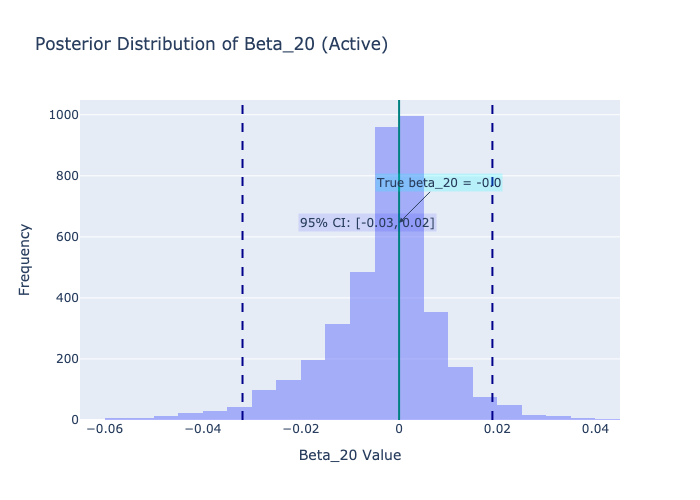 Posterior Distribution of Beta_20 (Active)
1000
800
600
400
200
0
Frequency
True beta_20 = -0.0
95% CI: [-0.03, 0.02]
−0.06
−0.04
−0.02
0
0.02
0.04
Beta_20 Value